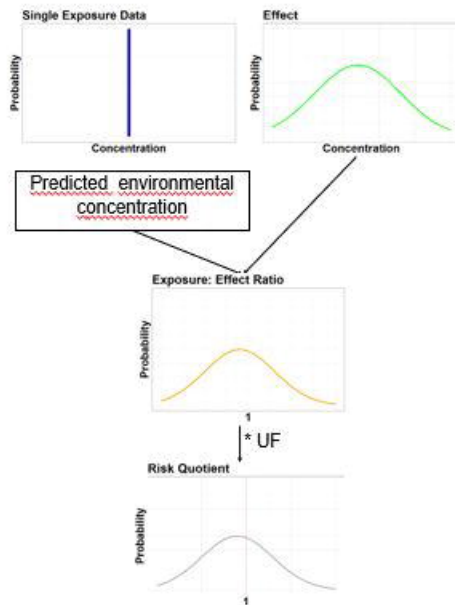 Single Exposure Data
Effect
Probability
Probability
Concentration
Concentration
Predicted environmental
concentration
Exposure: Effect Ratio
Probability
1
* UF
Risk Quotient
Probability
1